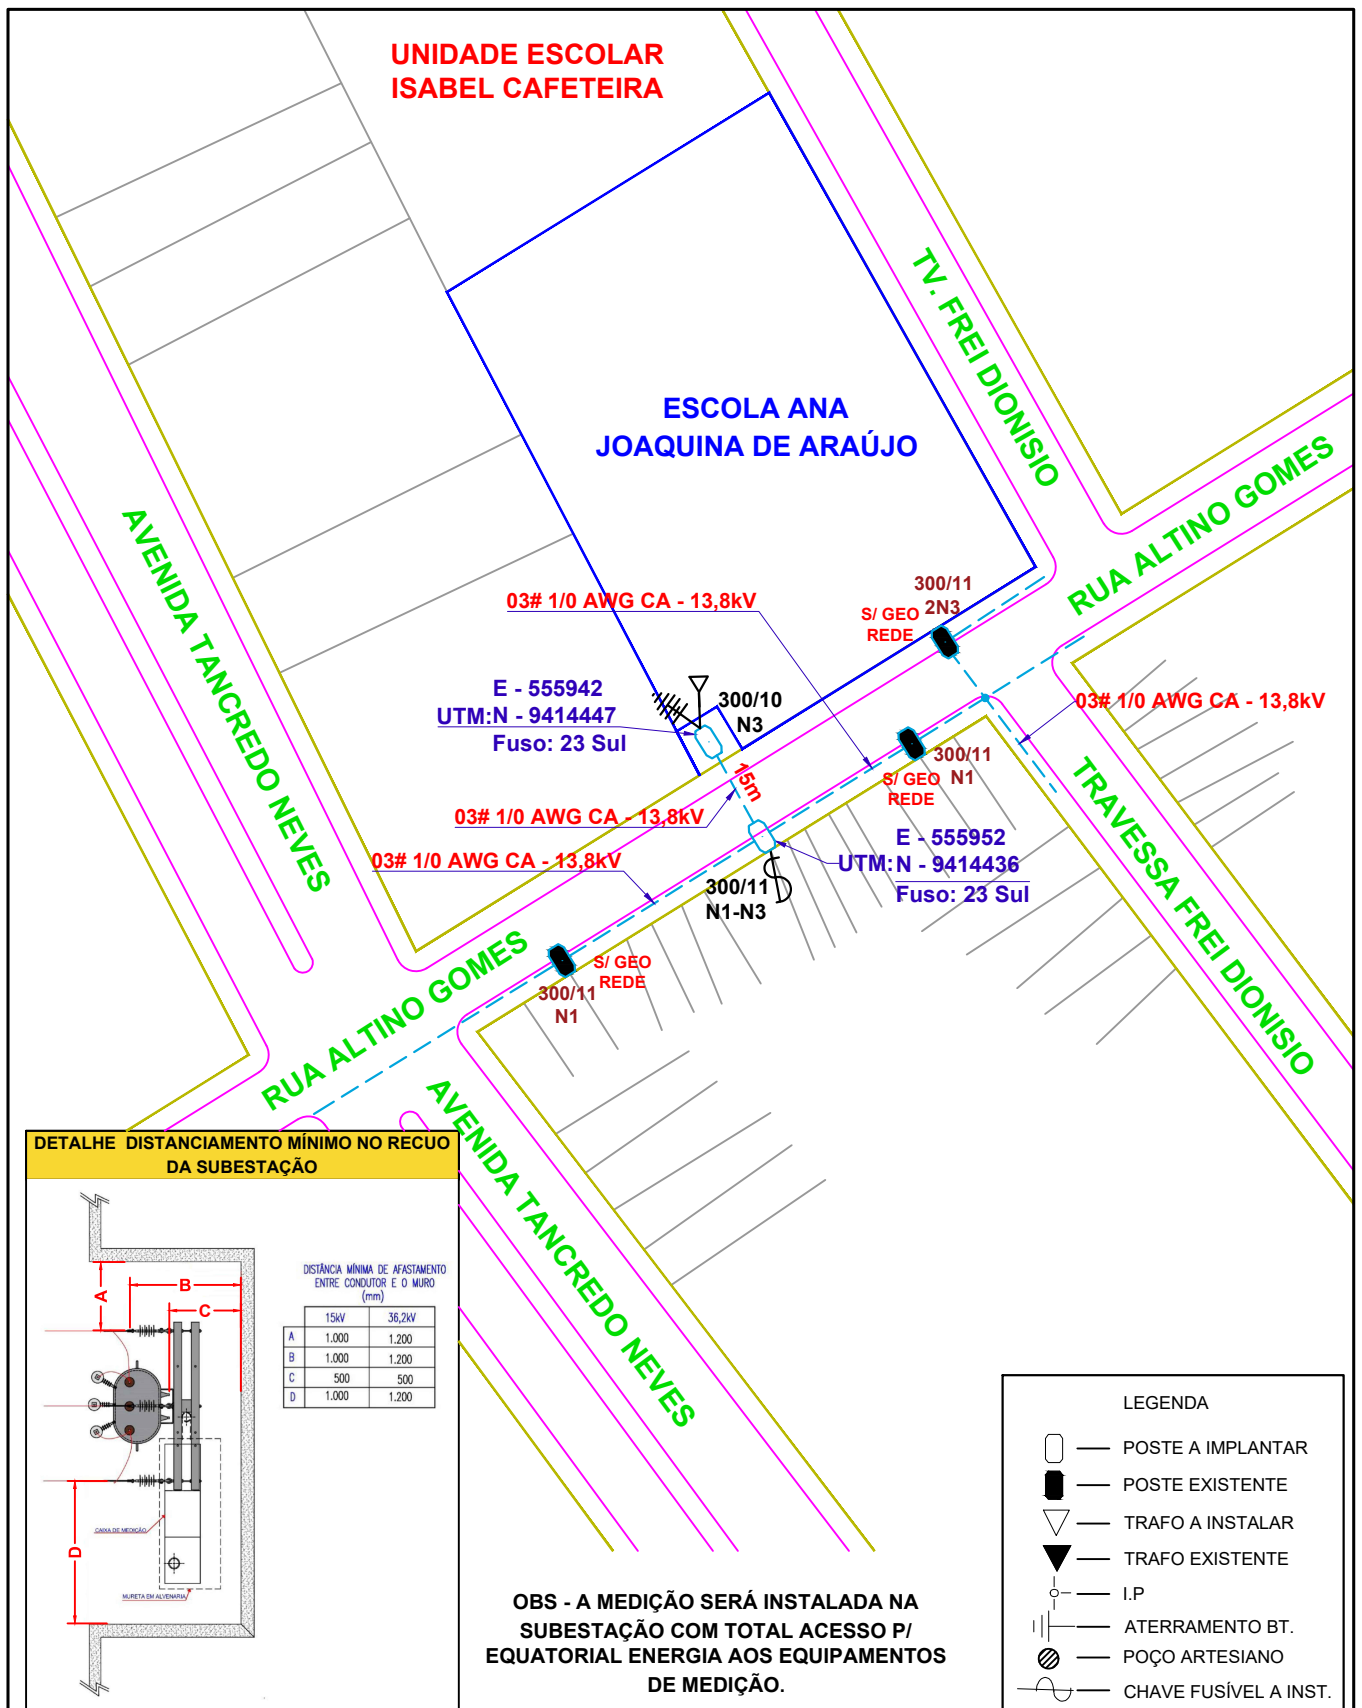 UNIDADE ESCOLAR
ISABEL CAFETEIRA
TV. FREI DIONISIO
ESCOLA ANA
JOAQUINA DE ARAÚJO
RUA ALTINO GOMES
AVENIDA TANCREDO NEVES
300/11
2N3
S/ GEO
REDE
03# 1/0 AWG CA - 13,8kV
E - 555942
UTM: N - 9414447
Fuso: 23 Sul
300/10
N3
03# 1/0 AWG CA - 13,8kV
300/11
N1
S/ GEO
REDE
15m
03# 1/0 AWG CA - 13,8kV
03# 1/0 AWG CA - 13,8kV
E - 555952
UTM: N - 9414436
Fuso: 23 Sul
300/11
N1-N3
TRAVESSA FREI DIONISIO
S/ GEO
REDE
300/11
N1
RUA ALTINO GOMES
AVENIDA TANCREDO NEVES
DETALHE DISTANCIAMENTO MÍNIMO NO RECUO
DA SUBESTAÇÃO
A
B
C
D
CAIXA DE MEDIÇÃO
MURETA EM ALVENARIA
DISTÂNCIA MÍNIMA DE AFASTAMENTO
ENTRE CONDUTOR E O MURO
(mm)
15kV 36,2kV
A 1.000 1.200
B 1.000 1.200
C 500 500
D 1.000 1.200
OBS - A MEDIÇÃO SERÁ INSTALADA NA
SUBESTAÇÃO COM TOTAL ACESSO P/
EQUATORIAL ENERGIA AOS EQUIPAMENTOS
DE MEDIÇÃO.
LEGENDA
POSTE A IMPLANTAR
POSTE EXISTENTE
TRAFO A INSTALAR
TRAFO EXISTENTE
I.P
ATERRAMENTO BT.
POÇO ARTESIANO
CHAVE FUSÍVEL A INST.